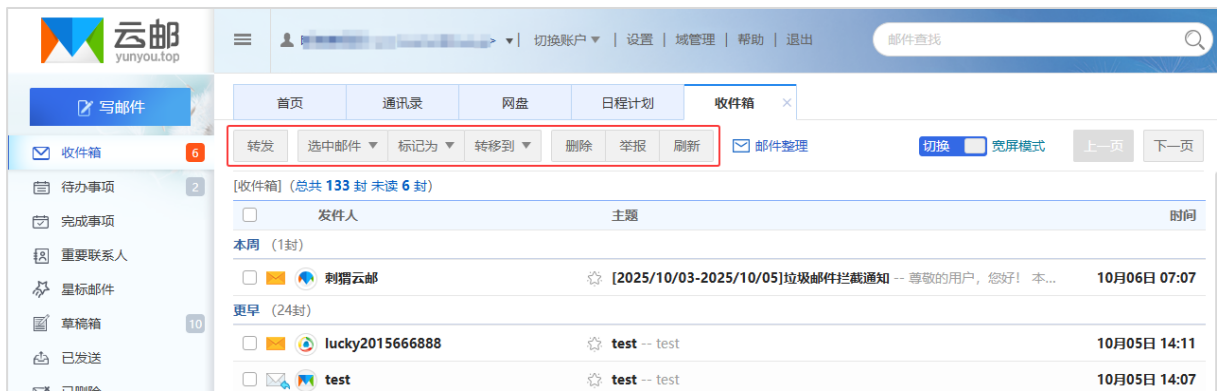 云邮
yunyou.top
切换账户 ▼ | 设置 | 域管理 | 帮助 | 退出
邮件查找
写邮件
首页 通讯录 网盘 日程计划 收件箱 ×
转发 选中邮件 ▼ 标记为 ▼ 转移到 ▼ 删除 举报 刷新 邮件整理 切换 宽屏模式 上一页 下一页
收件箱 6
待办事项 2
完成事项
重要联系人
星标邮件
草稿箱 10
已发送
已删除
[收件箱]（总共 133 封 未读 6 封）
发件人 主题 时间
本周 （1封）
刺猬云邮 [2025/10/03-2025/10/05]垃圾邮件拦截通知 -- 尊敬的用户，您好！ 本... 10月06日 07:07
更早 （24封）
lucky2015666888 test -- test 10月05日 14:11
test test -- test 10月05日 14:07